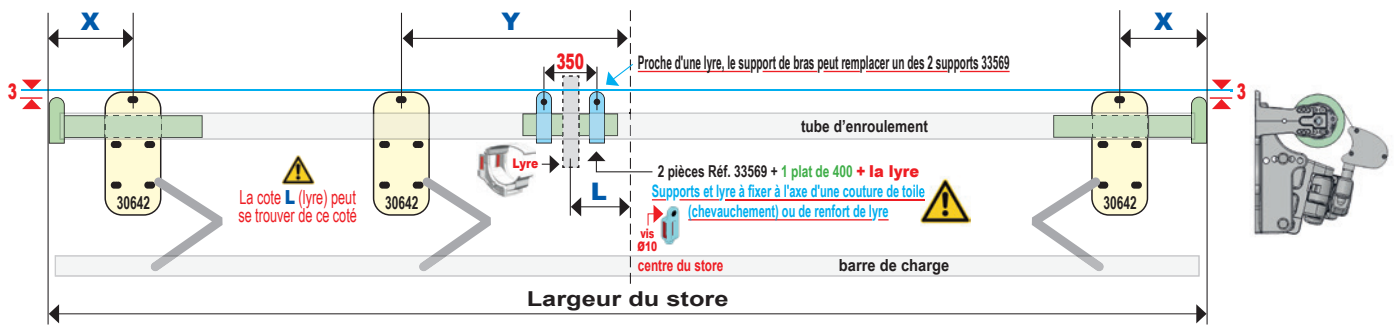 X
Y
X
350
Proche d'une lyre, le support de bras peut remplacer un des 2 supports 33569
3
3
tube d'enroulement
Lyre
2 pièces Réf. 33569 + 1 plat de 400 + la lyre
La cote L (lyre) peut
se trouver de ce coté
L
Supports et lyre à fixer à l'axe d'une couture de toile
(chevauchement) ou de renfort de lyre
30642
30642
30642
vis
Ø10
centre du store
barre de charge
Largeur du store